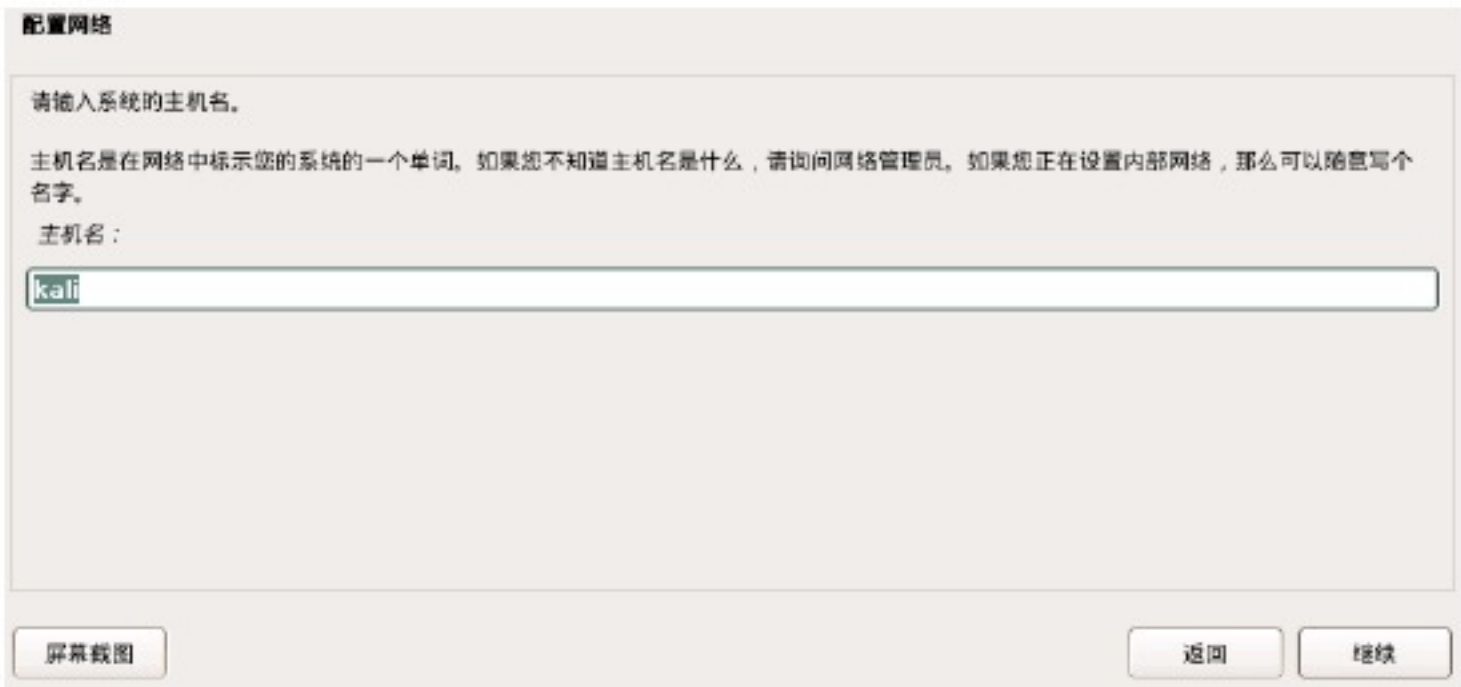 配置网络
请输入系统的主机名。
主机名是在网络中标示您的系统的一个单词。如果您不知道主机名是什么，请询问网络管理员。如果您正在设置内部网络，那么可以随意写个
名字。
主机名：
kali
屏幕截图
返回
继续